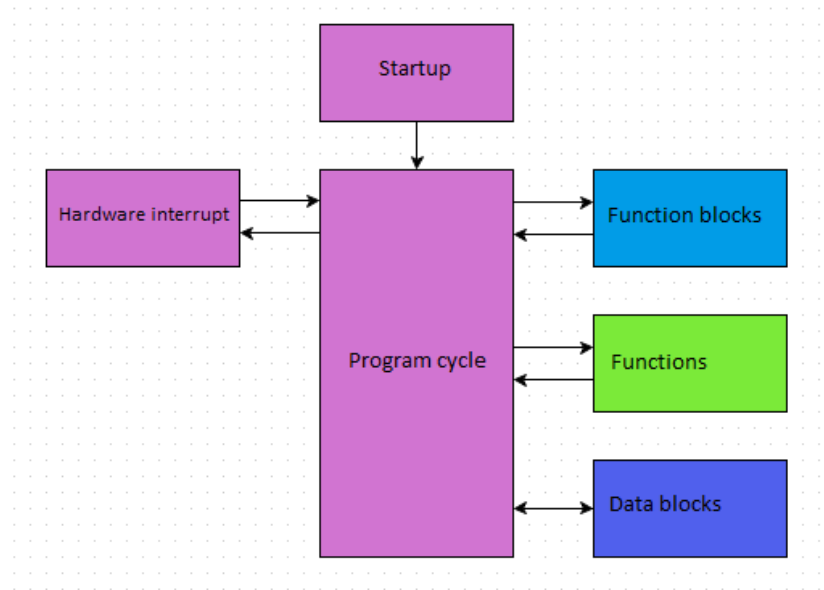 Startup
Hardware interrupt
Function blocks
Program cycle
Functions
Data blocks